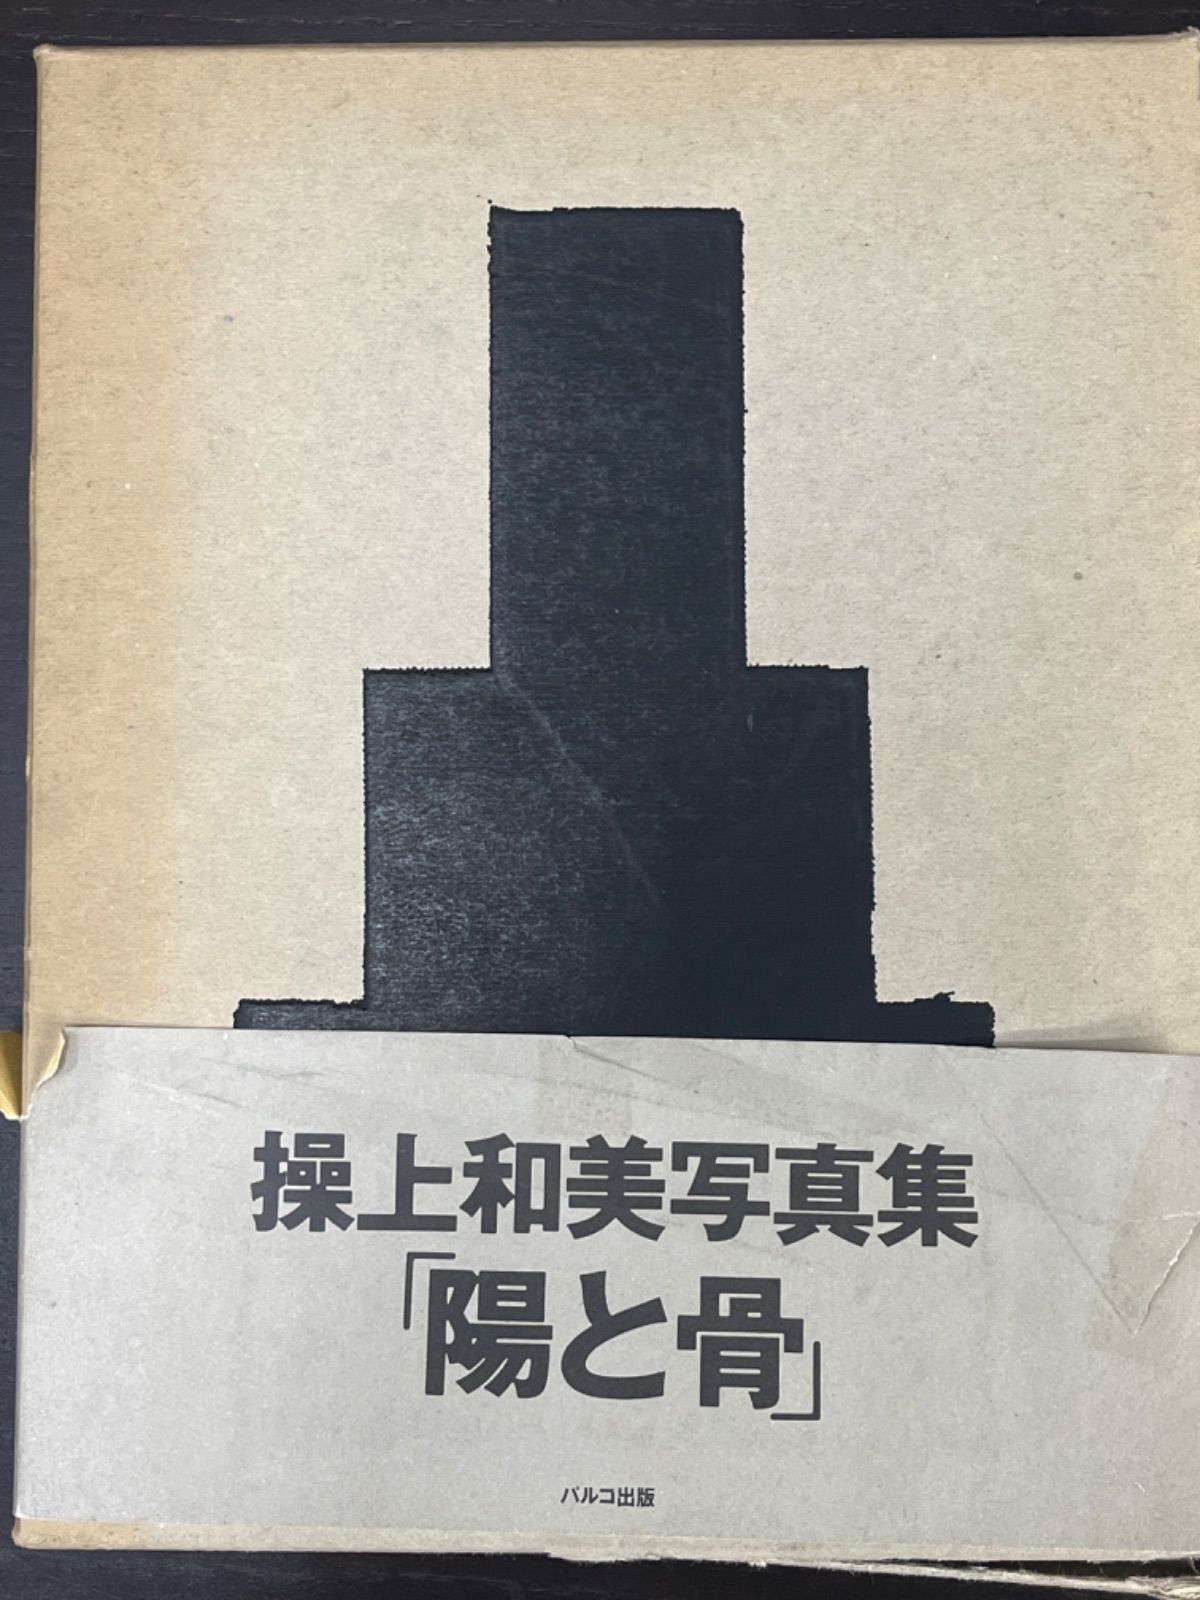 操上和美写真集
「陽と骨」
パルコ出版